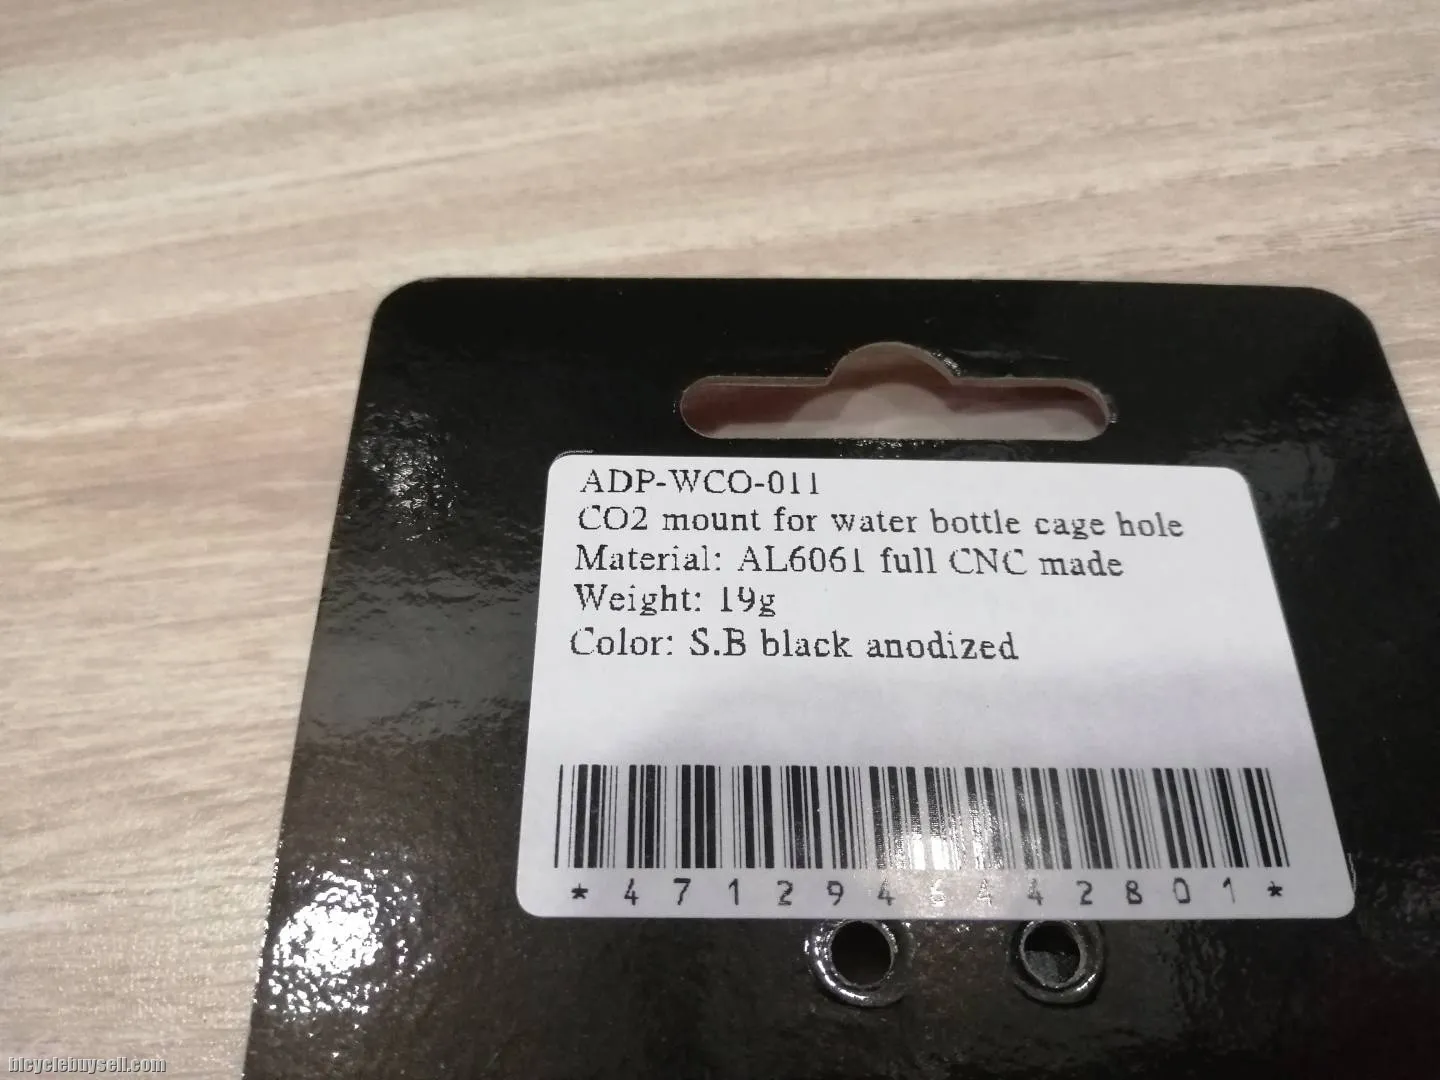 ADP-WCO-011
CO2 mount for water bottle cage hole
Material: AL6061 full CNC made
Weight: 19g
Color: S.B black anodized
*4712946442801*
bicyclebuysell.com